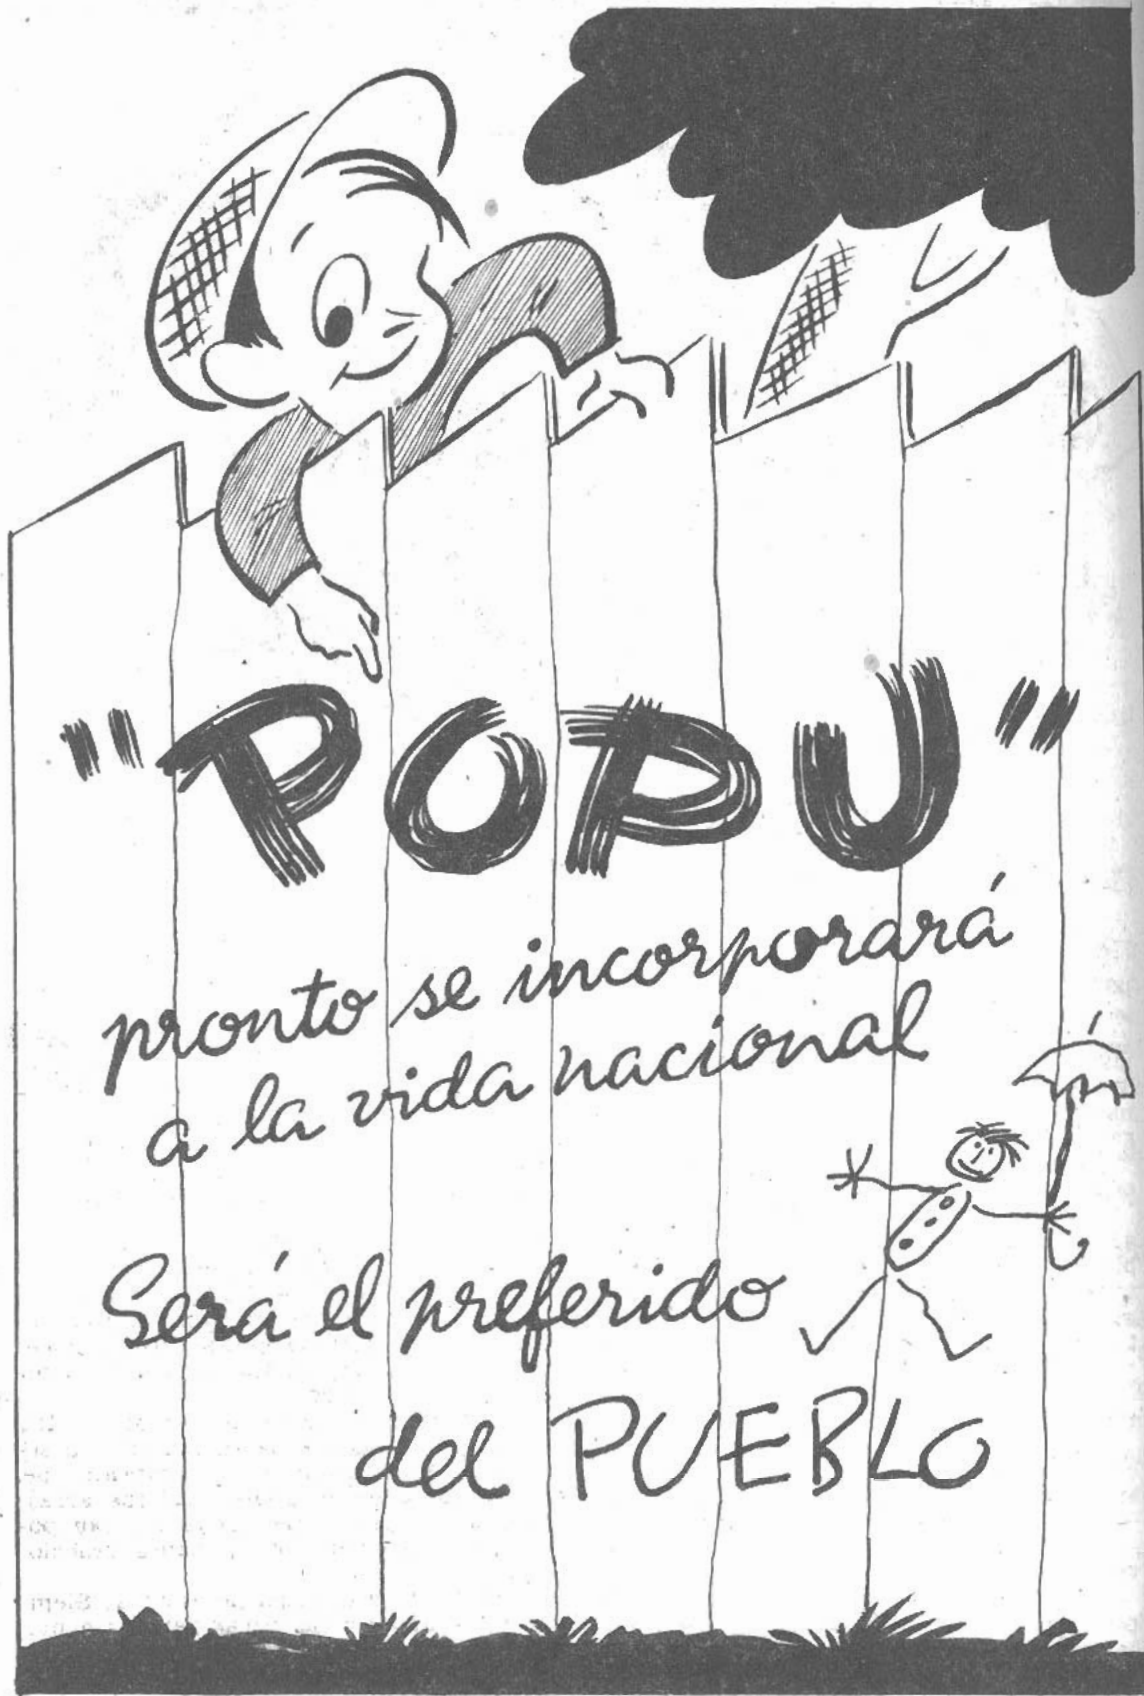 "POPU"
pronto se incorporará
a la vida nacional
Será el preferido
del PUEBLO